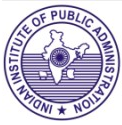 INDIAN INSTITUTE OF PUBLIC ADMINISTRATION